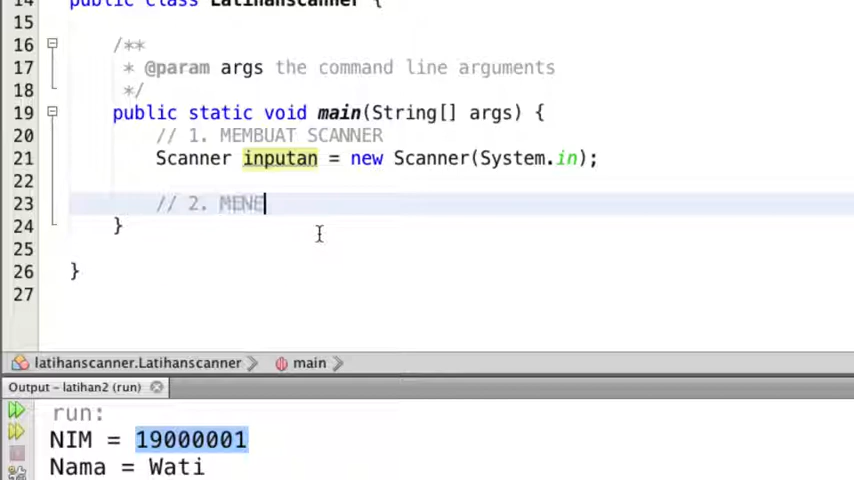 14 public class Latihanscanner {
15
16 /**
17 * @param args the command line arguments
18 */
19 public static void main(String[] args) {
20 // 1. MEMBUAT SCANNER
21 Scanner inputan = new Scanner(System.in);
22
23 // 2. MENE
24 }
25
26 }
27
latihanscanner.Latihanscanner main
Output – latihan2 (run)
run:
NIM = 19000001
Nama = Wati